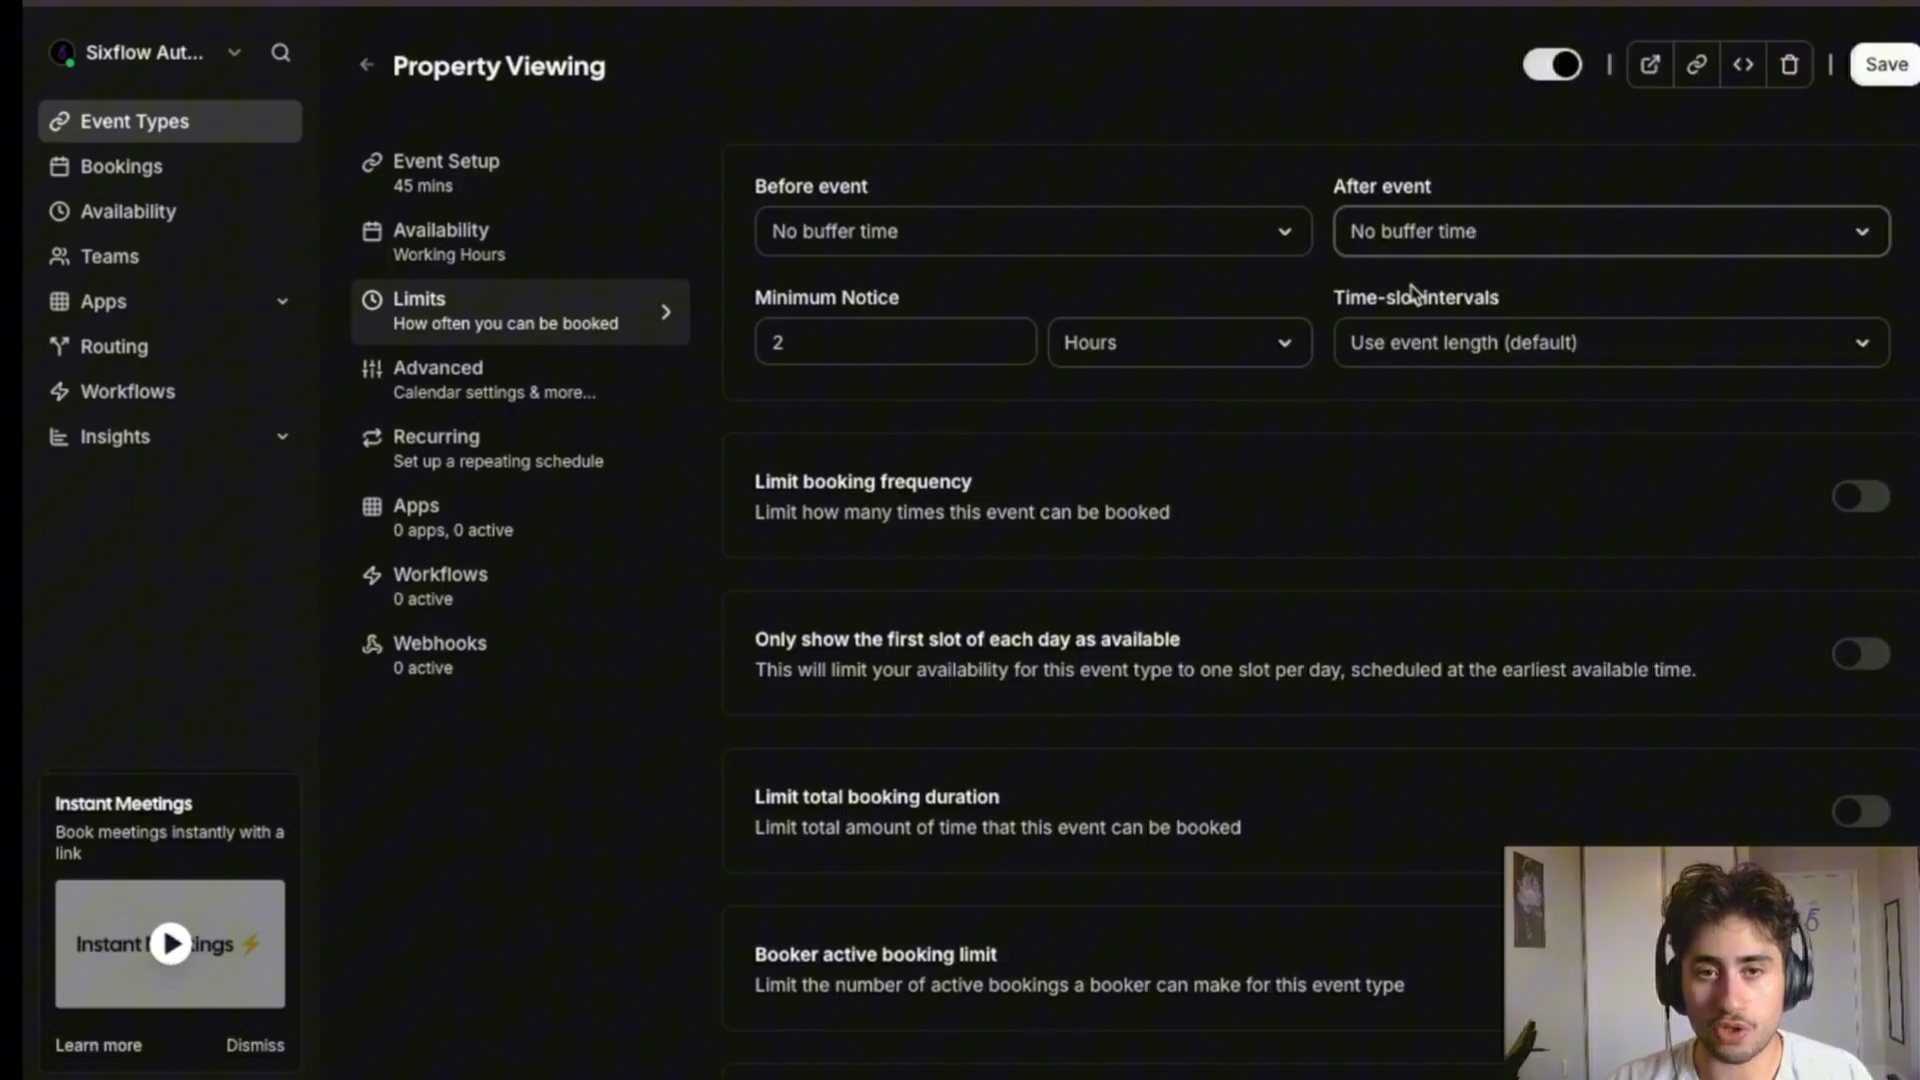 Sixflow Aut...
Event Types
Bookings
Availability
Teams
Apps
Routing
Workflows
Insights
Instant Meetings
Book meetings instantly with a
link
Learn more
Dismiss
Property Viewing
Save
Event Setup
45 mins
Availability
Working Hours
Limits
How often you can be booked
Advanced
Calendar settings & more...
Recurring
Set up a repeating schedule
Apps
0 apps, 0 active
Workflows
0 active
Webhooks
0 active
Before event
No buffer time
After event
No buffer time
Minimum Notice
2
Hours
Time-slot intervals
Use event length (default)
Limit booking frequency
Limit how many times this event can be booked
Only show the first slot of each day as available
This will limit your availability for this event type to one slot per day, scheduled at the earliest available time.
Limit total booking duration
Limit total amount of time that this event can be booked
Booker active booking limit
Limit the number of active bookings a booker can make for this event type